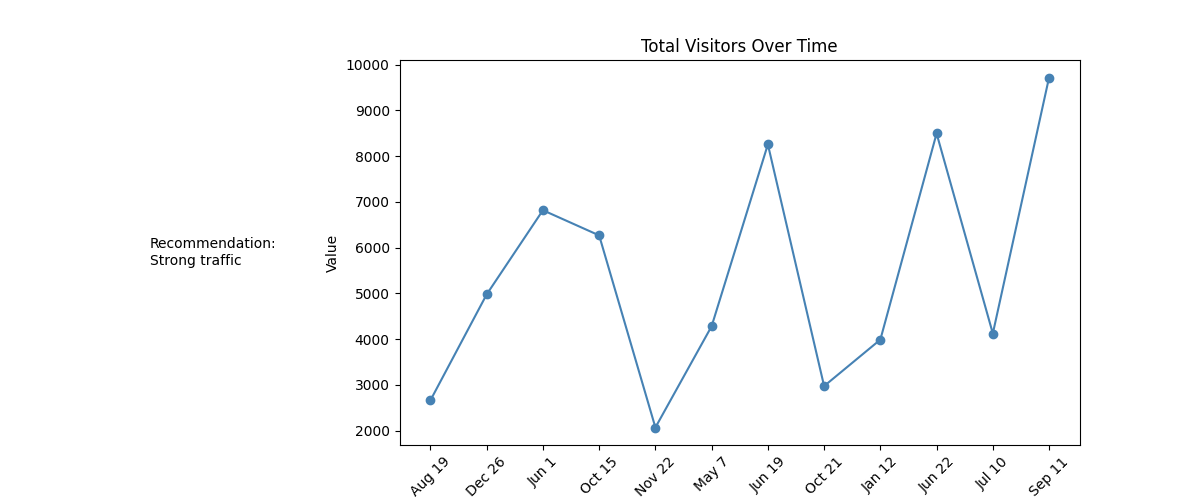 Total Visitors Over Time
10000
9000
8000
7000
6000
5000
4000
3000
2000
Value
Recommendation:
Strong traffic
Aug 19
Dec 26
Jun 1
Oct 15
Nov 22
May 7
Jun 19
Oct 21
Jan 12
Jun 22
Jul 10
Sep 11